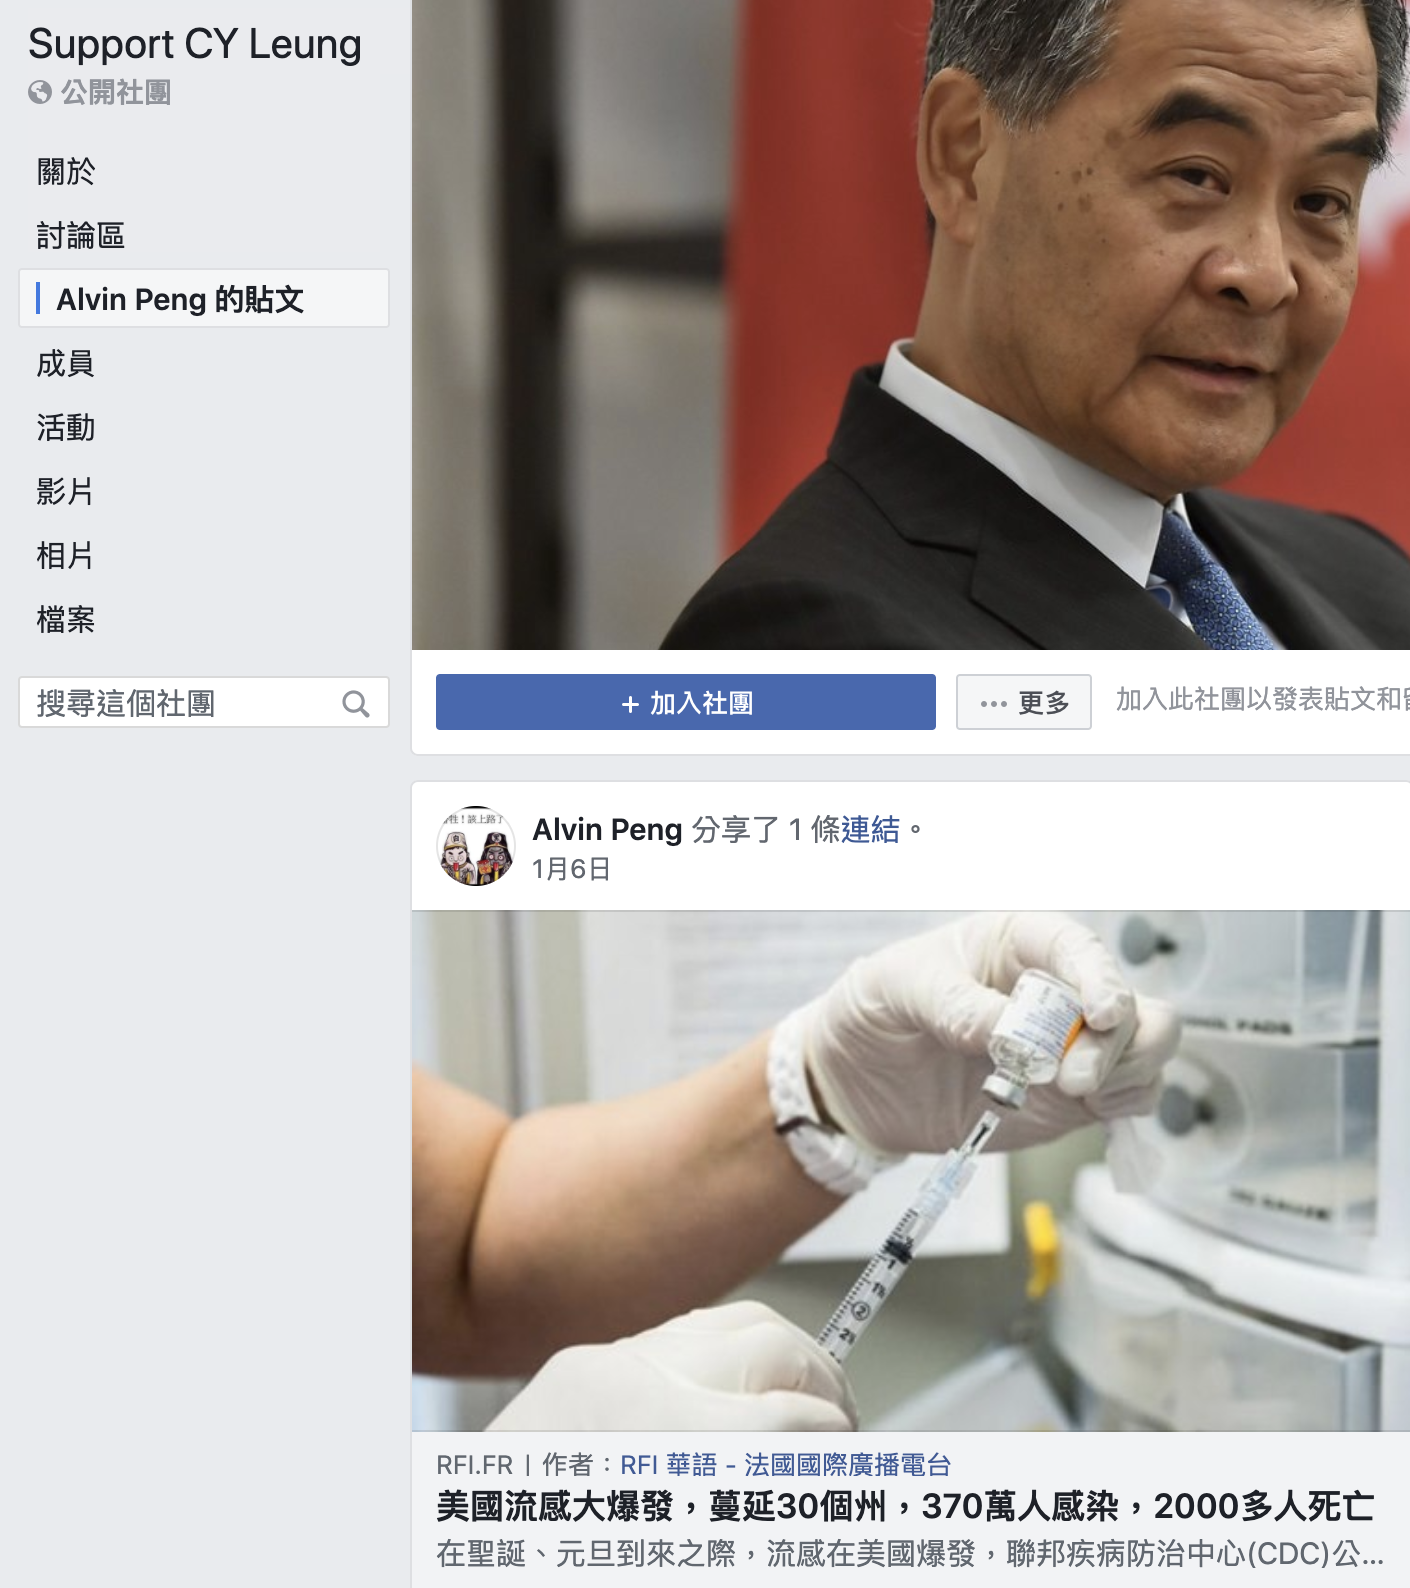 Support CY Leung
公開社團
關於
討論區
Alvin Peng 的貼文
成員
活動
影片
相片
檔案
搜尋這個社團
+ 加入社團
··· 更多
加入此社團以發表貼文和
Alvin Peng 分享了 1 條連結。
1月6日
RFI.FR | 作者：RFI 華語 - 法國國際廣播電台
美國流感大爆發，蔓延30個州，370萬人感染，2000多人死亡
在聖誕、元旦到來之際，流感在美國爆發，聯邦疾病防治中心(CDC)公...